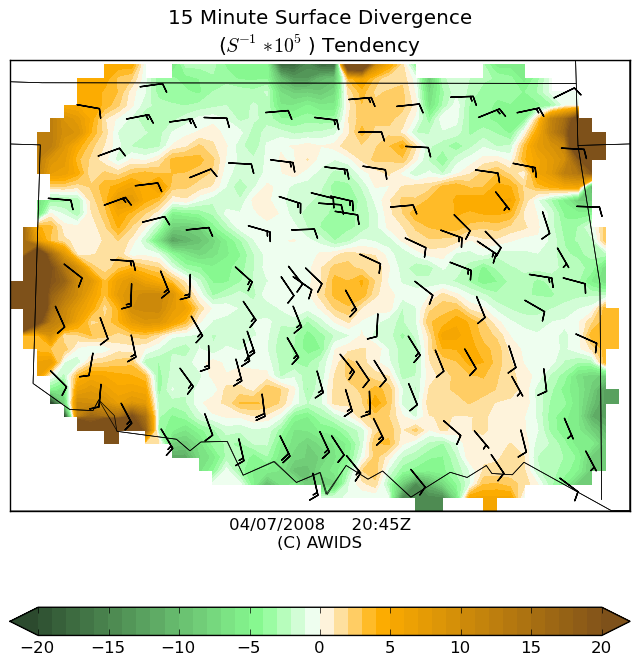 15 Minute Surface Divergence
(S⁻¹ * 10⁵ ) Tendency
04/07/2008 20:45Z
(C) AWIDS
−20 −15 −10 −5 0 5 10 15 20